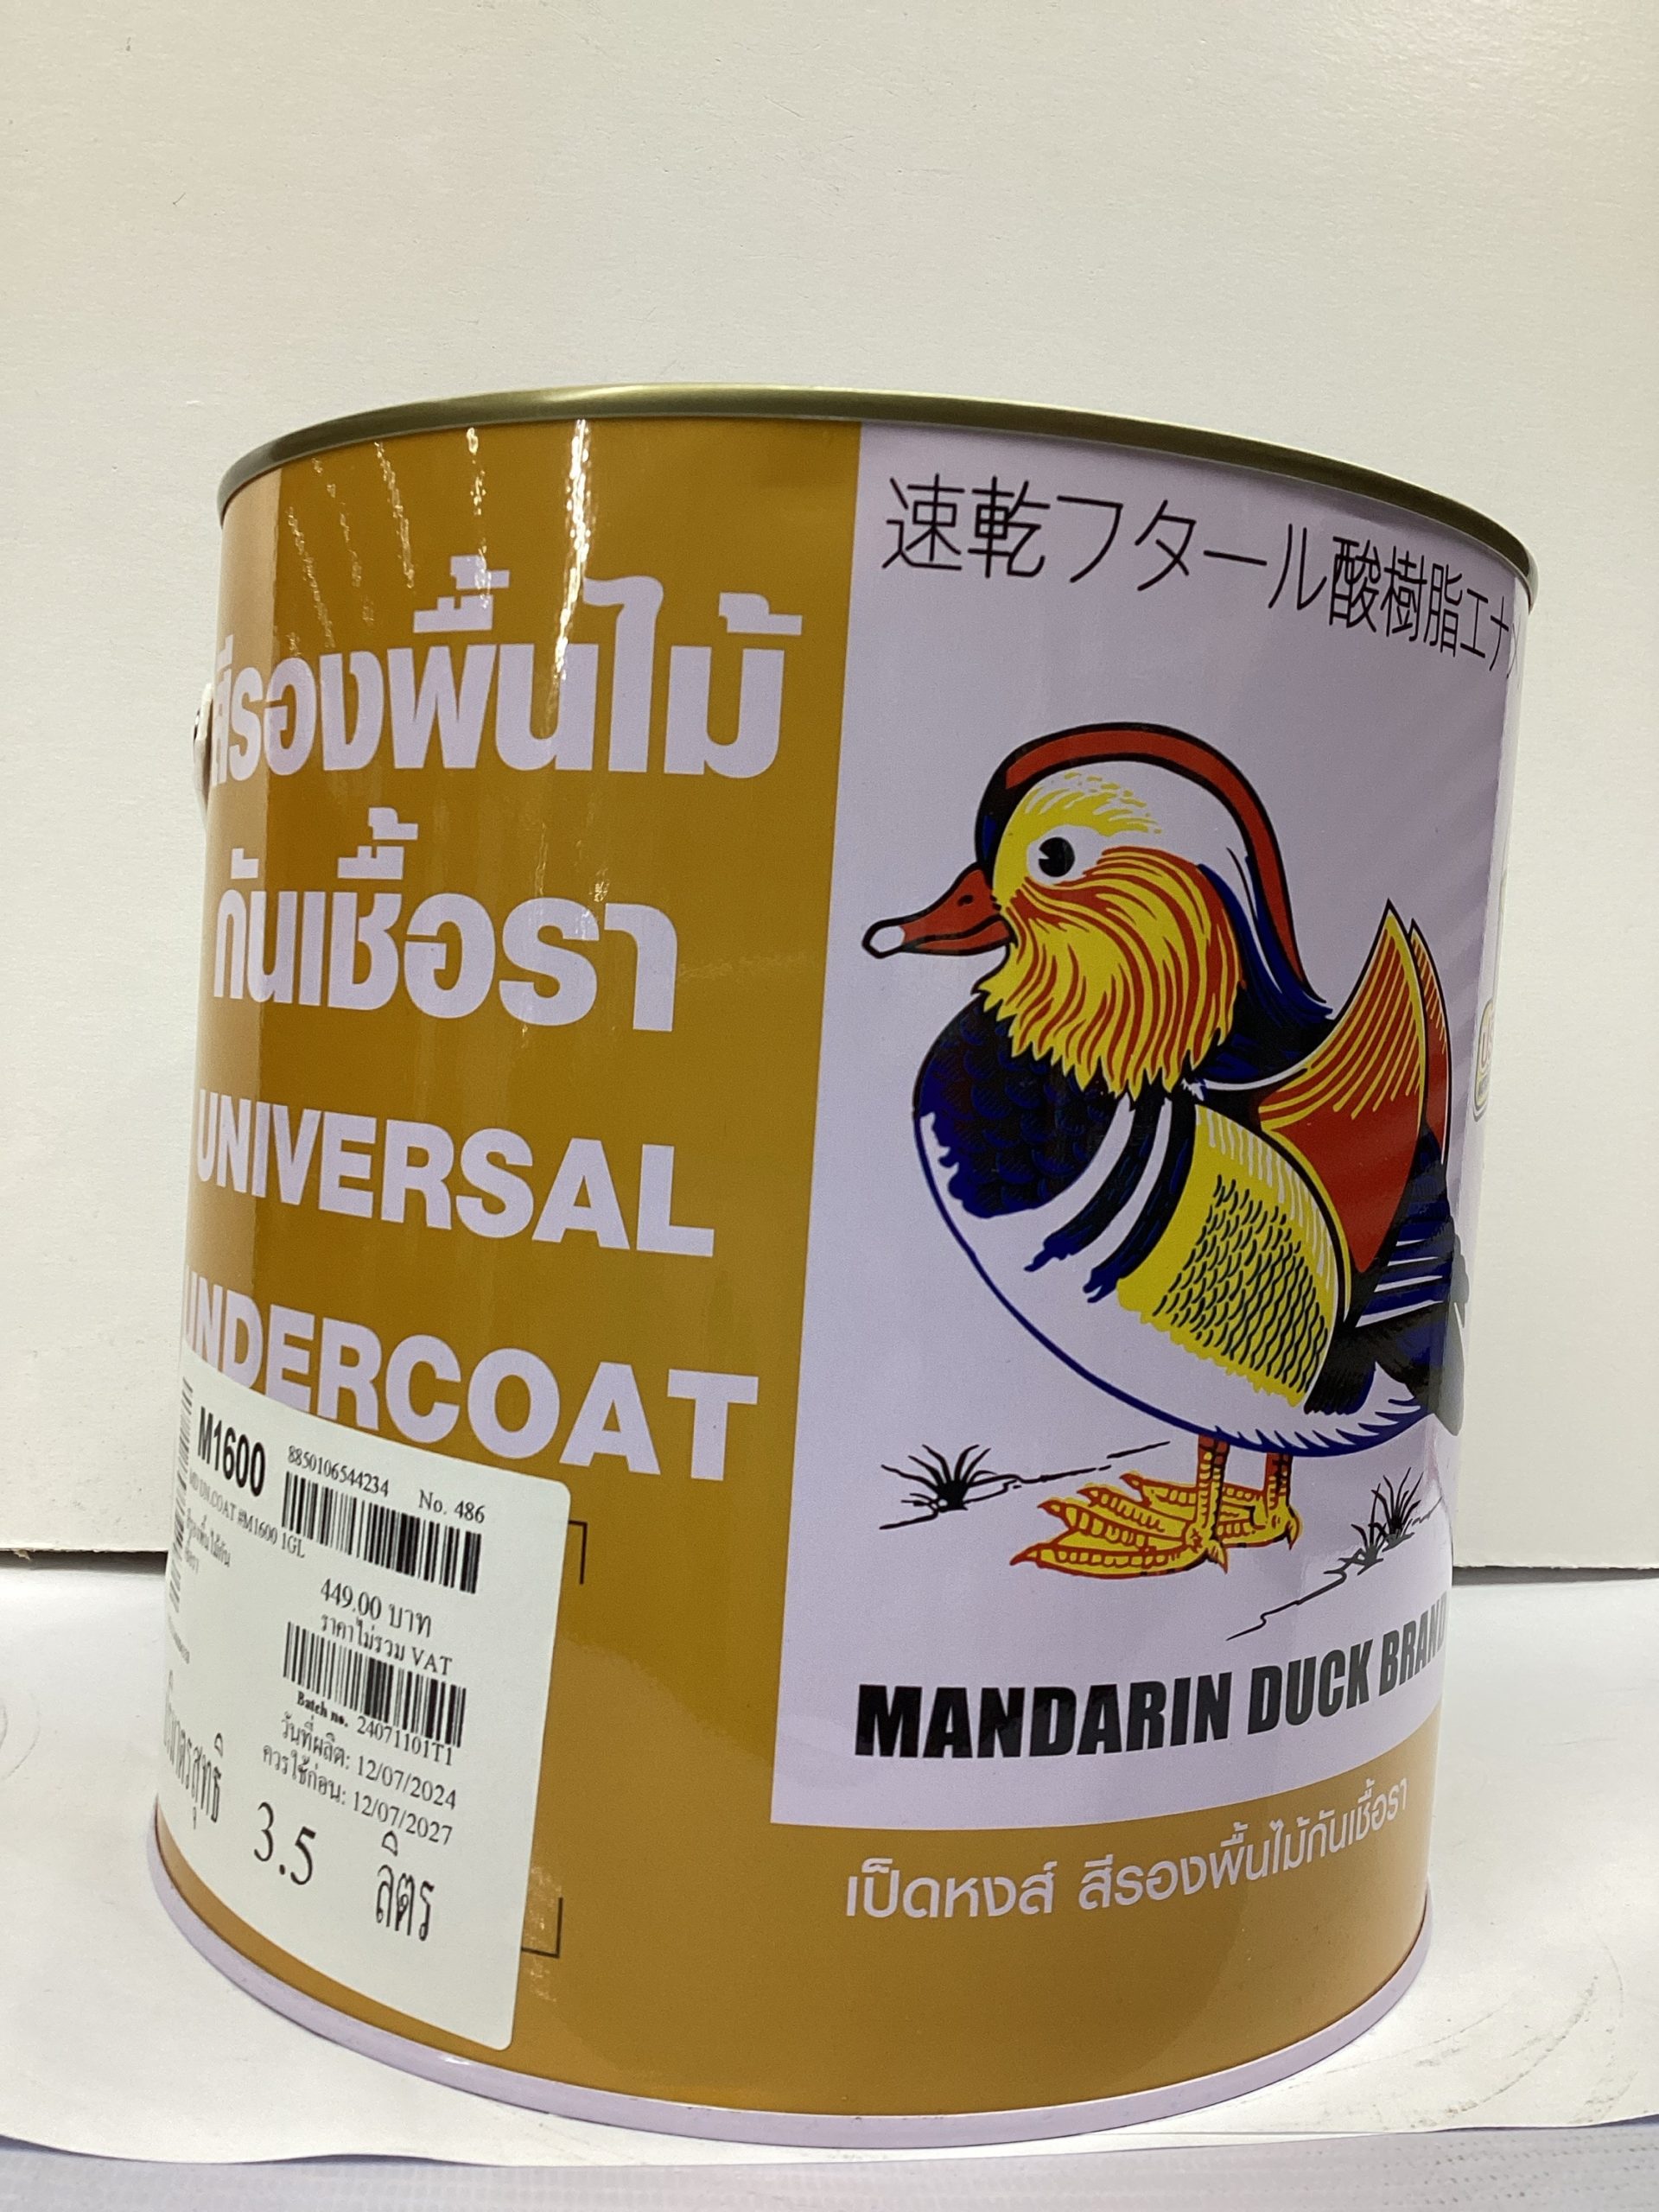 สีรองพื้นไม้
กันเชื้อรา
UNIVERSAL
UNDERCOAT
速乾フタール酸樹脂エナ
MANDARIN DUCK BRAND
เป็ดหงส์ สีรองพื้นไม้กันเชื้อรา
M1600
8850106544234 No. 486
UN.COAT #M1600 1GL
449.00 บาท
ราคาไม่รวม VAT
Batch no. 24071101T1
วันที่ผลิต: 12/07/2024
ควรใช้ก่อน: 12/07/2027
3.5 ลิตร